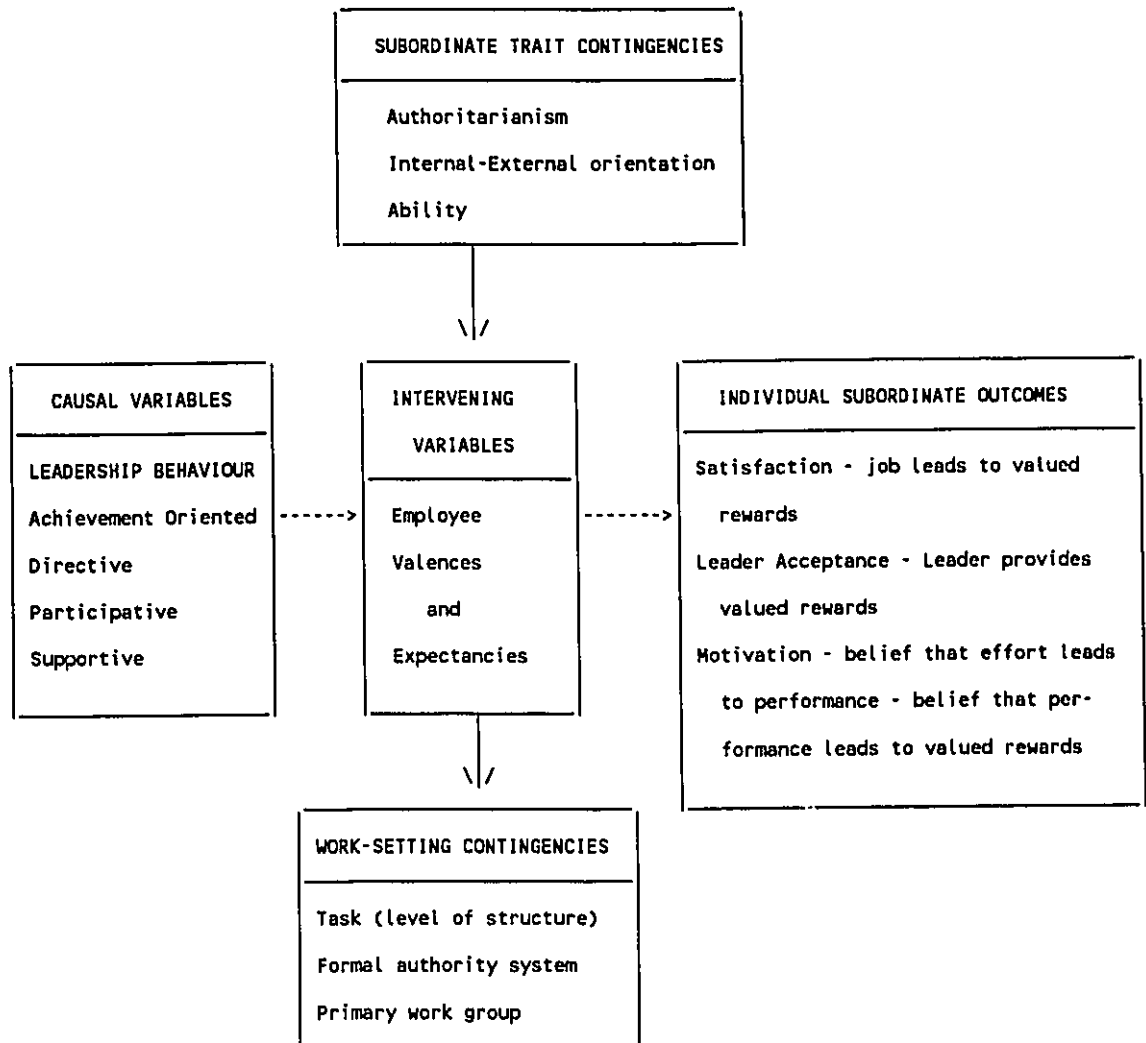 SUBORDINATE TRAIT CONTINGENCIES
Authoritarianism
Internal-External orientation
Ability
CAUSAL VARIABLES
LEADERSHIP BEHAVIOUR
Achievement Oriented
Directive
Participative
Supportive
INTERVENING
VARIABLES
Employee
Valences
and
Expectancies
INDIVIDUAL SUBORDINATE OUTCOMES
Satisfaction - job leads to valued
rewards
Leader Acceptance - Leader provides
valued rewards
Motivation - belief that effort leads
to performance - belief that per-
formance leads to valued rewards
WORK-SETTING CONTINGENCIES
Task (level of structure)
Formal authority system
Primary work group